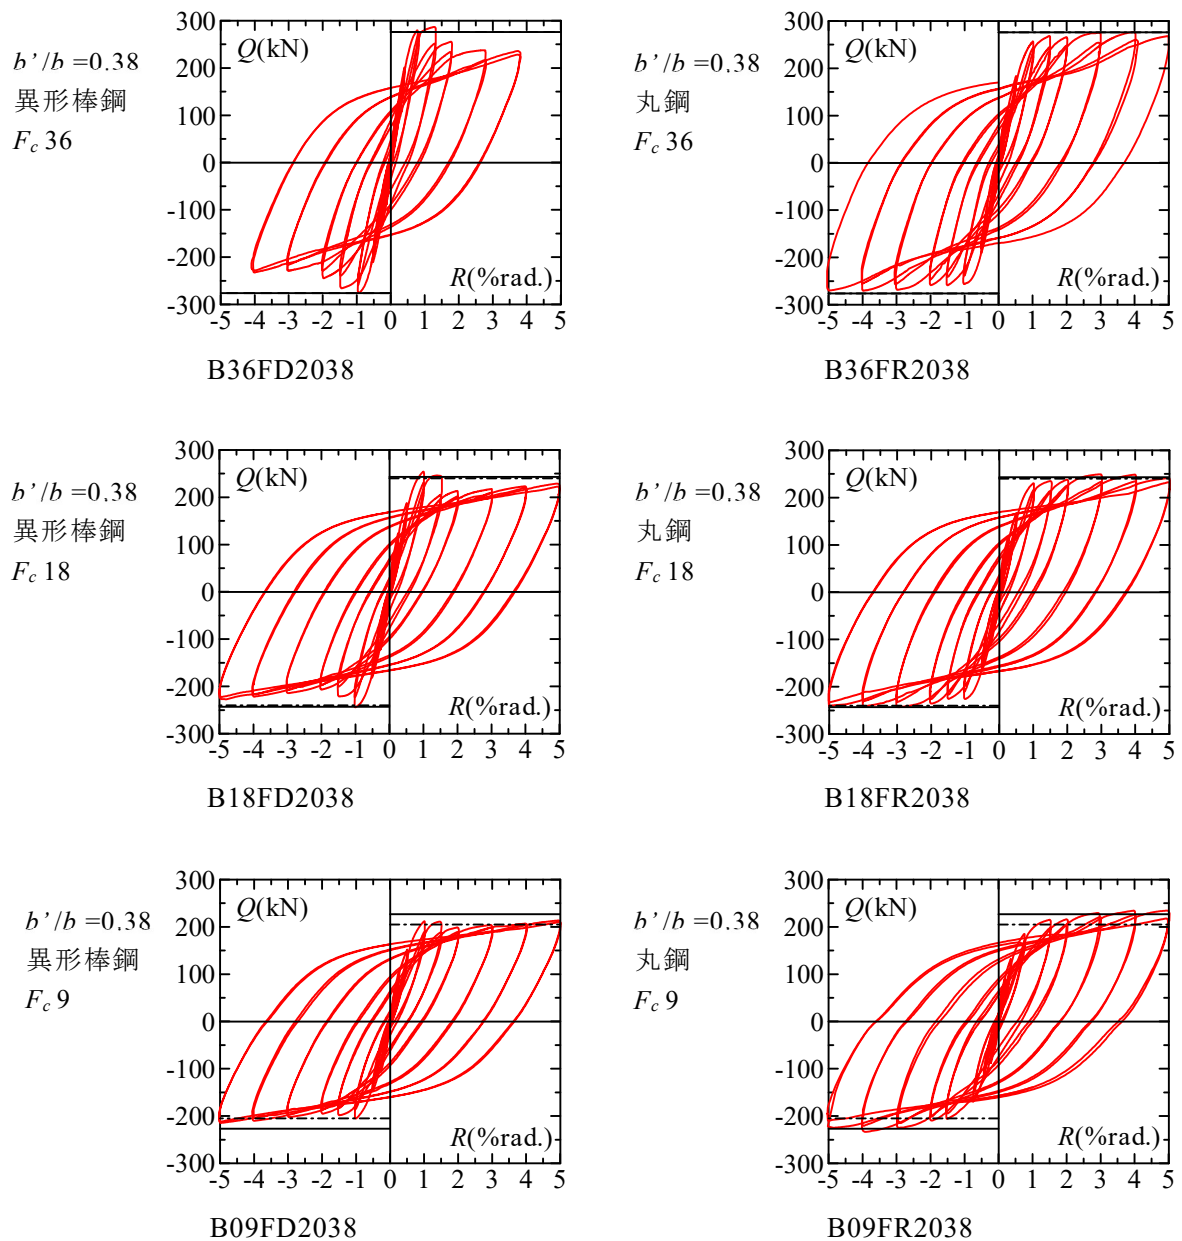 b’/b =0.38
異形棒鋼
Fc 36
Q(kN)
300
200
100
0
-100
-200
-300
R(%rad.)
-5 -4 -3 -2 -1 0 1 2 3 4 5
B36FD2038
b’/b =0.38
丸鋼
Fc 36
Q(kN)
300
200
100
0
-100
-200
-300
R(%rad.)
-5 -4 -3 -2 -1 0 1 2 3 4 5
B36FR2038
b’/b =0.38
異形棒鋼
Fc 18
Q(kN)
300
200
100
0
-100
-200
-300
R(%rad.)
-5 -4 -3 -2 -1 0 1 2 3 4 5
B18FD2038
b’/b =0.38
丸鋼
Fc 18
Q(kN)
300
200
100
0
-100
-200
-300
R(%rad.)
-5 -4 -3 -2 -1 0 1 2 3 4 5
B18FR2038
b’/b =0.38
異形棒鋼
Fc 9
Q(kN)
300
200
100
0
-100
-200
-300
R(%rad.)
-5 -4 -3 -2 -1 0 1 2 3 4 5
B09FD2038
b’/b =0.38
丸鋼
Fc 9
Q(kN)
300
200
100
0
-100
-200
-300
R(%rad.)
-5 -4 -3 -2 -1 0 1 2 3 4 5
B09FR2038